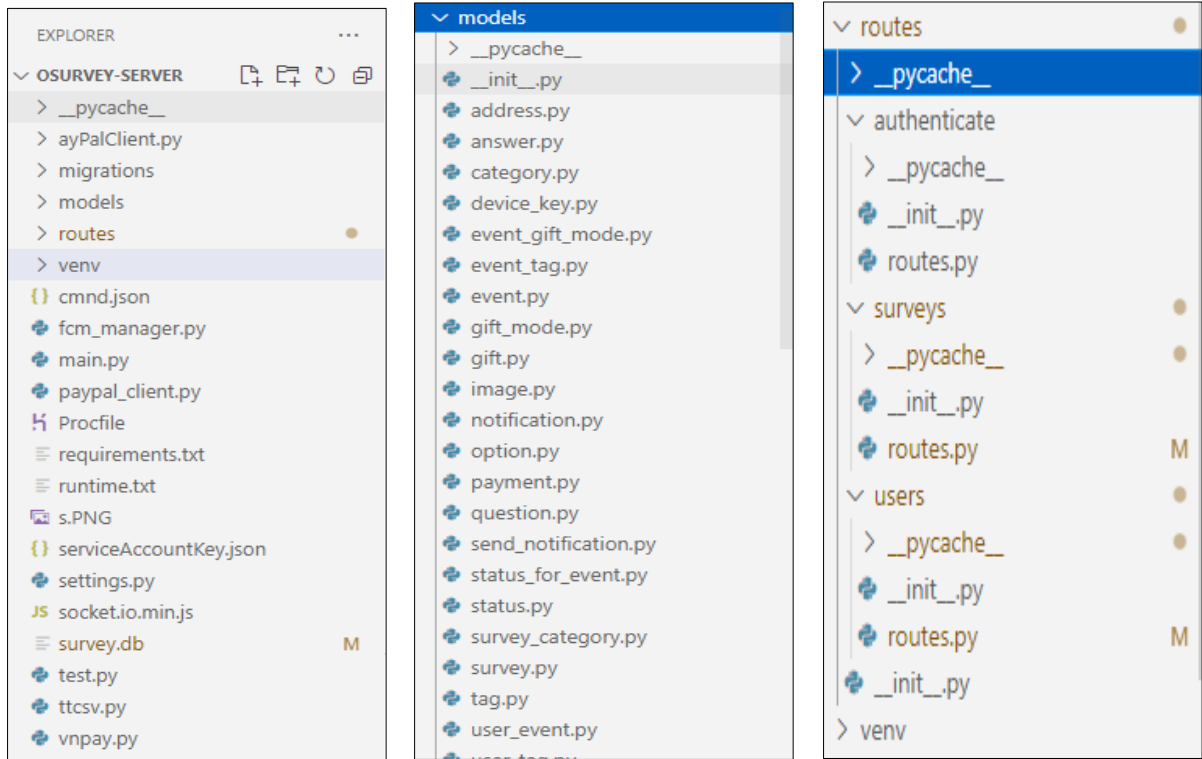 EXPLORER ...
OSURVEY-SERVER
__pycache__
ayPalClient.py
migrations
models
routes
venv
{} cmnd.json
fcm_manager.py
main.py
paypal_client.py
Procfile
requirements.txt
runtime.txt
s.PNG
{} serviceAccountKey.json
settings.py
JS socket.io.min.js
survey.db M
test.py
ttcsv.py
vnpay.py
models
__pycache__
__init__.py
address.py
answer.py
category.py
device_key.py
event_gift_mode.py
event_tag.py
event.py
gift_mode.py
gift.py
image.py
notification.py
option.py
payment.py
question.py
send_notification.py
status_for_event.py
status.py
survey_category.py
survey.py
tag.py
user_event.py
user_tag.py
routes
__pycache__
authenticate
__pycache__
__init__.py
routes.py
surveys
__pycache__
__init__.py
routes.py M
users
__pycache__
__init__.py
routes.py M
__init__.py
venv